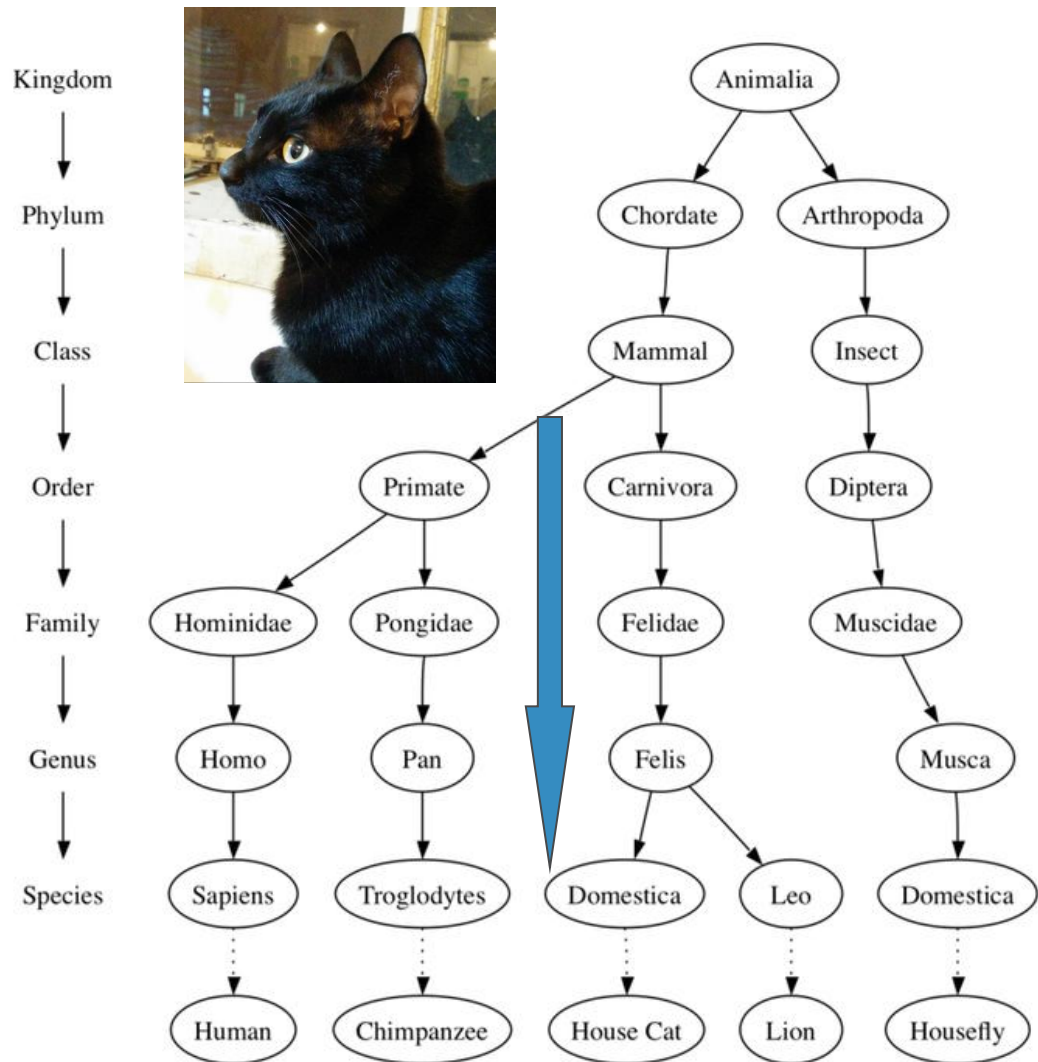 Kingdom Animalia
Phylum Chordate Arthropoda
Class Mammal Insect
Order Primate Carnivora Diptera
Family Hominidae Pongidae Felidae Muscidae
Genus Homo Pan Felis Musca
Species Sapiens Troglodytes Domestica Leo Domestica
Human Chimpanzee House Cat Lion Housefly